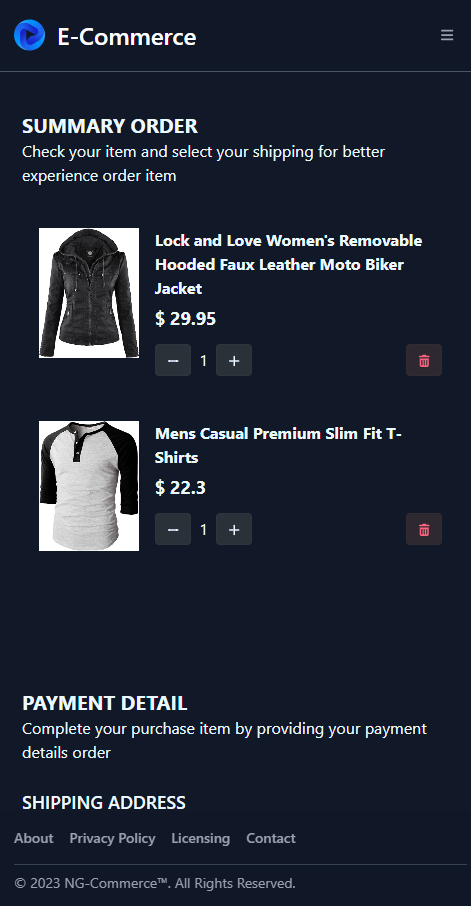 E-Commerce
SUMMARY ORDER
Check your item and select your shipping for better
experience order item
Lock and Love Women's Removable
Hooded Faux Leather Moto Biker
Jacket
$ 29.95
1
Mens Casual Premium Slim Fit T-
Shirts
$ 22.3
1
PAYMENT DETAIL
Complete your purchase item by providing your payment
details order
SHIPPING ADDRESS
About Privacy Policy Licensing Contact
© 2023 NG-Commerce™. All Rights Reserved.